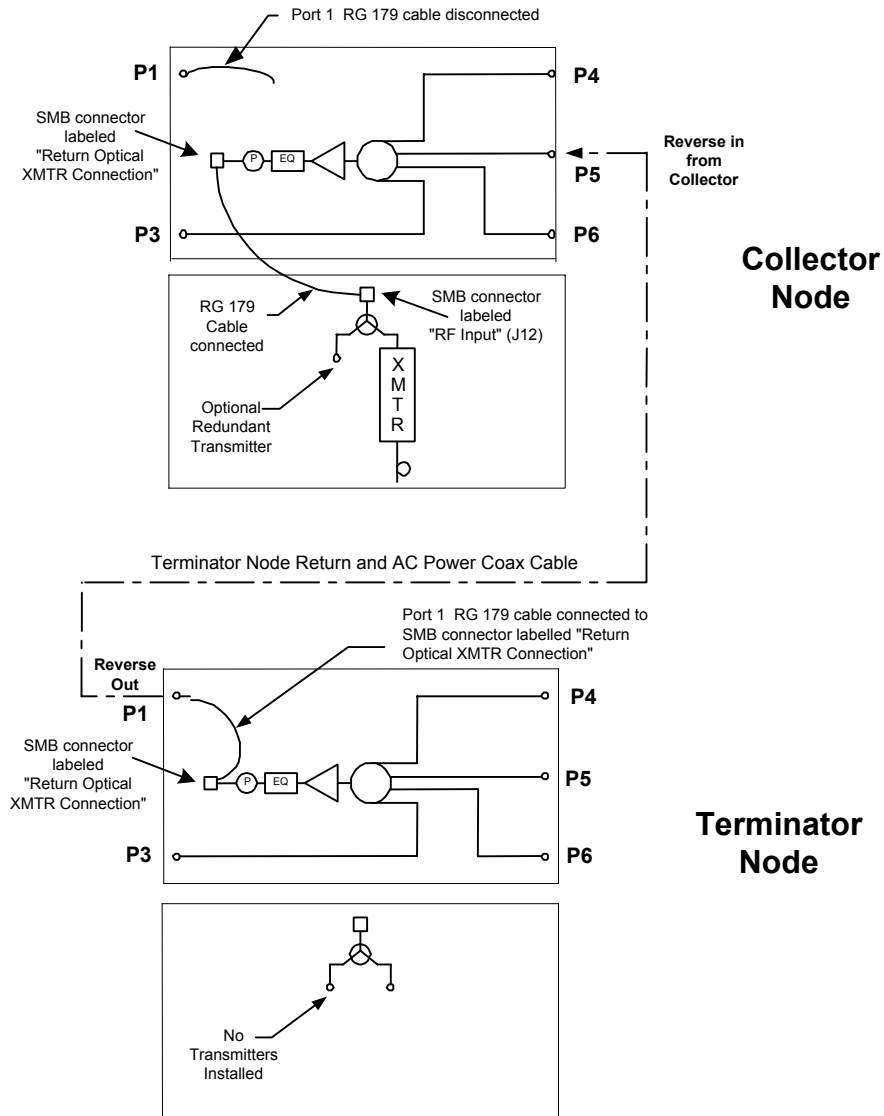 Port 1  RG 179 cable disconnected
P1
P4
SMB connector
labeled
"Return Optical
XMTR Connection"
P
EQ
Reverse in
from
Collector
P5
P3
P6
Collector
Node
RG 179
Cable
connected
SMB connector
labeled
"RF Input" (J12)
X
M
T
R
Optional
Redundant
Transmitter
Terminator Node Return and AC Power Coax Cable
Port 1  RG 179 cable connected to
SMB connector labelled "Return
Optical XMTR Connection"
Reverse
Out
P1
P4
SMB connector
labeled
"Return Optical
XMTR Connection"
P
EQ
P5
P3
P6
Terminator
Node
No
Transmitters
Installed